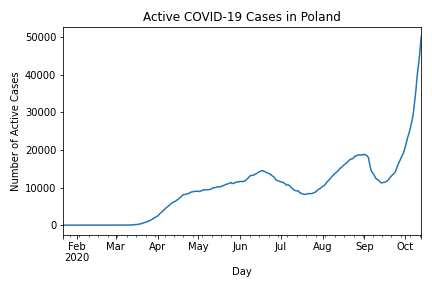 Active COVID-19 Cases in Poland
Number of Active Cases
50000
40000
30000
20000
10000
0
Feb Mar Apr May Jun Jul Aug Sep Oct
2020
Day